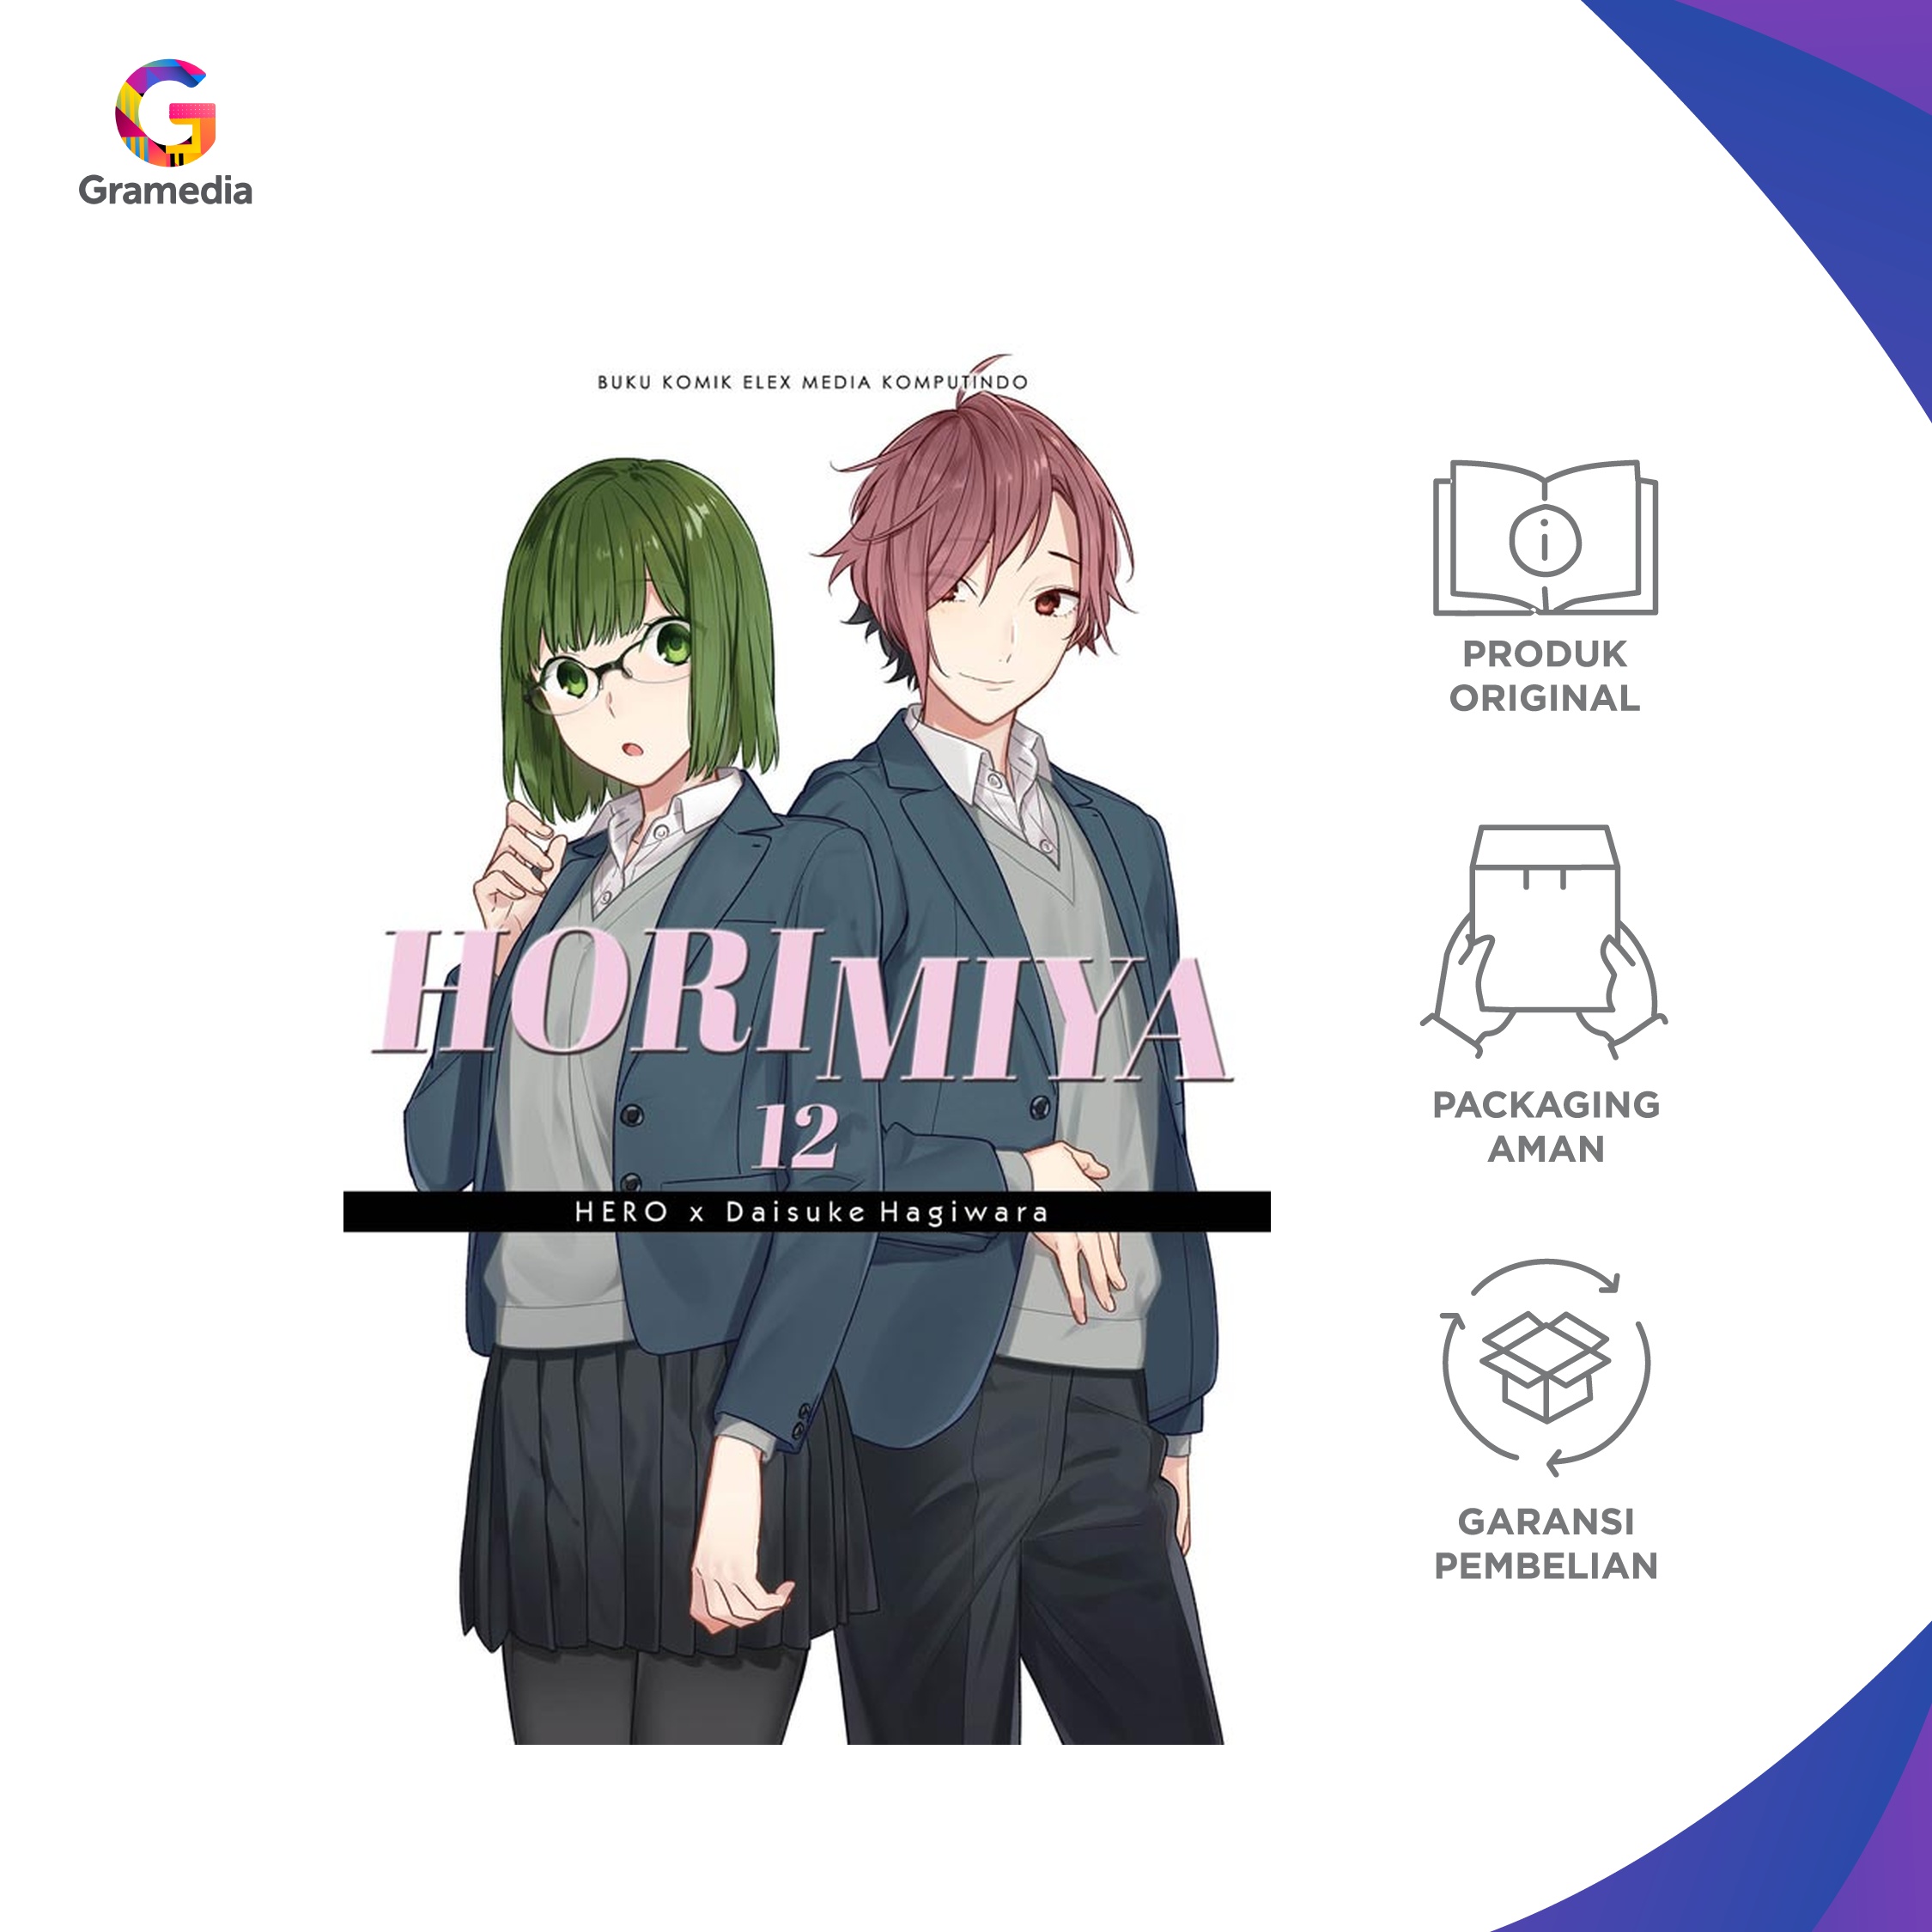 Gramedia
BUKU KOMIK ELEX MEDIA KOMPUTINDO
HORIMIYA
12
HERO x Daisuke Hagiwara
PRODUK
ORIGINAL
PACKAGING
AMAN
GARANSI
PEMBELIAN